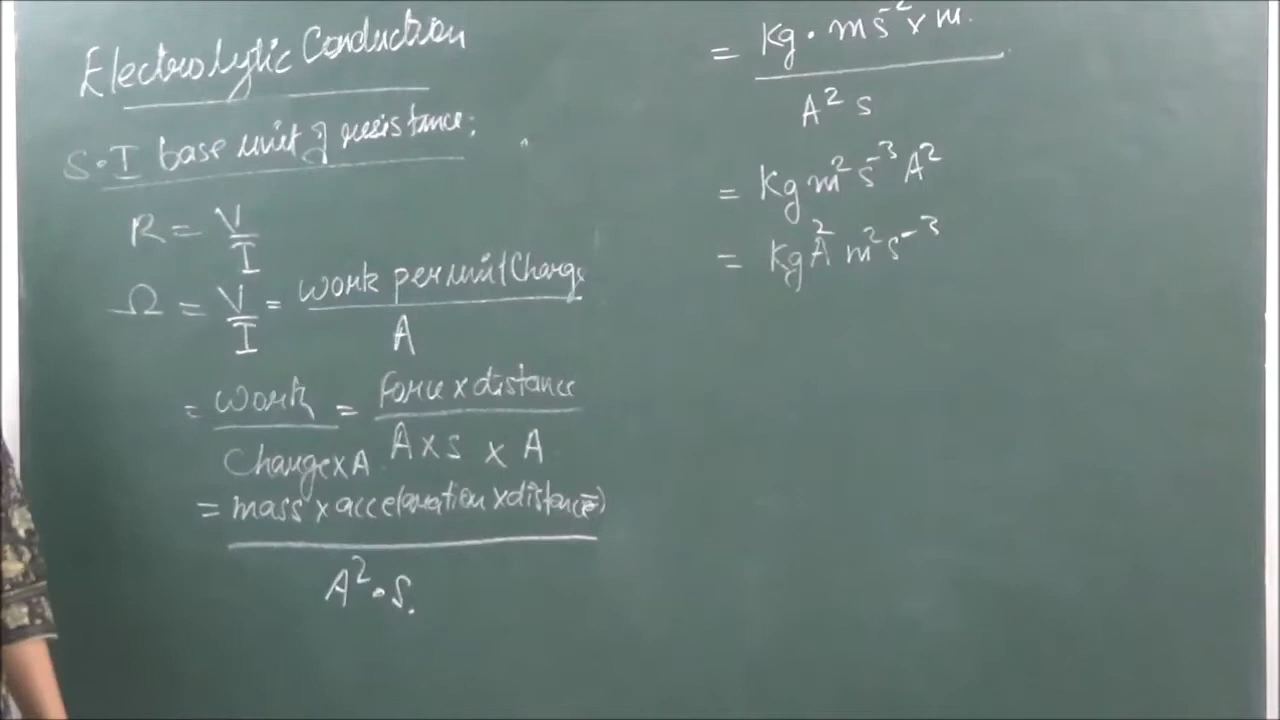 Electrolytic Conduction
S.I base unit of resistance:
R = V/I
Ω = V/I = work per unit Charge/A
= work/Charge×A = Force × distance/A × s × A
= mass × acceleration × distance/A²·s.
= Kg·ms⁻² × m./A² s
= Kg m² s⁻³ A²
= Kg A² m² s⁻³